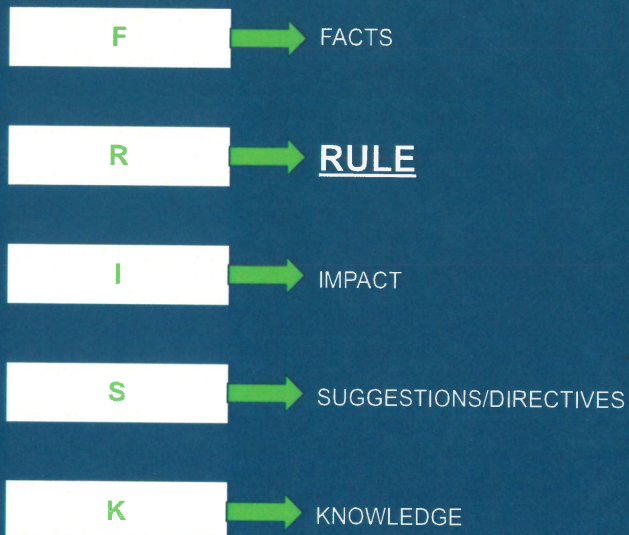 F FACTS
R RULE
I IMPACT
S SUGGESTIONS/DIRECTIVES
K KNOWLEDGE